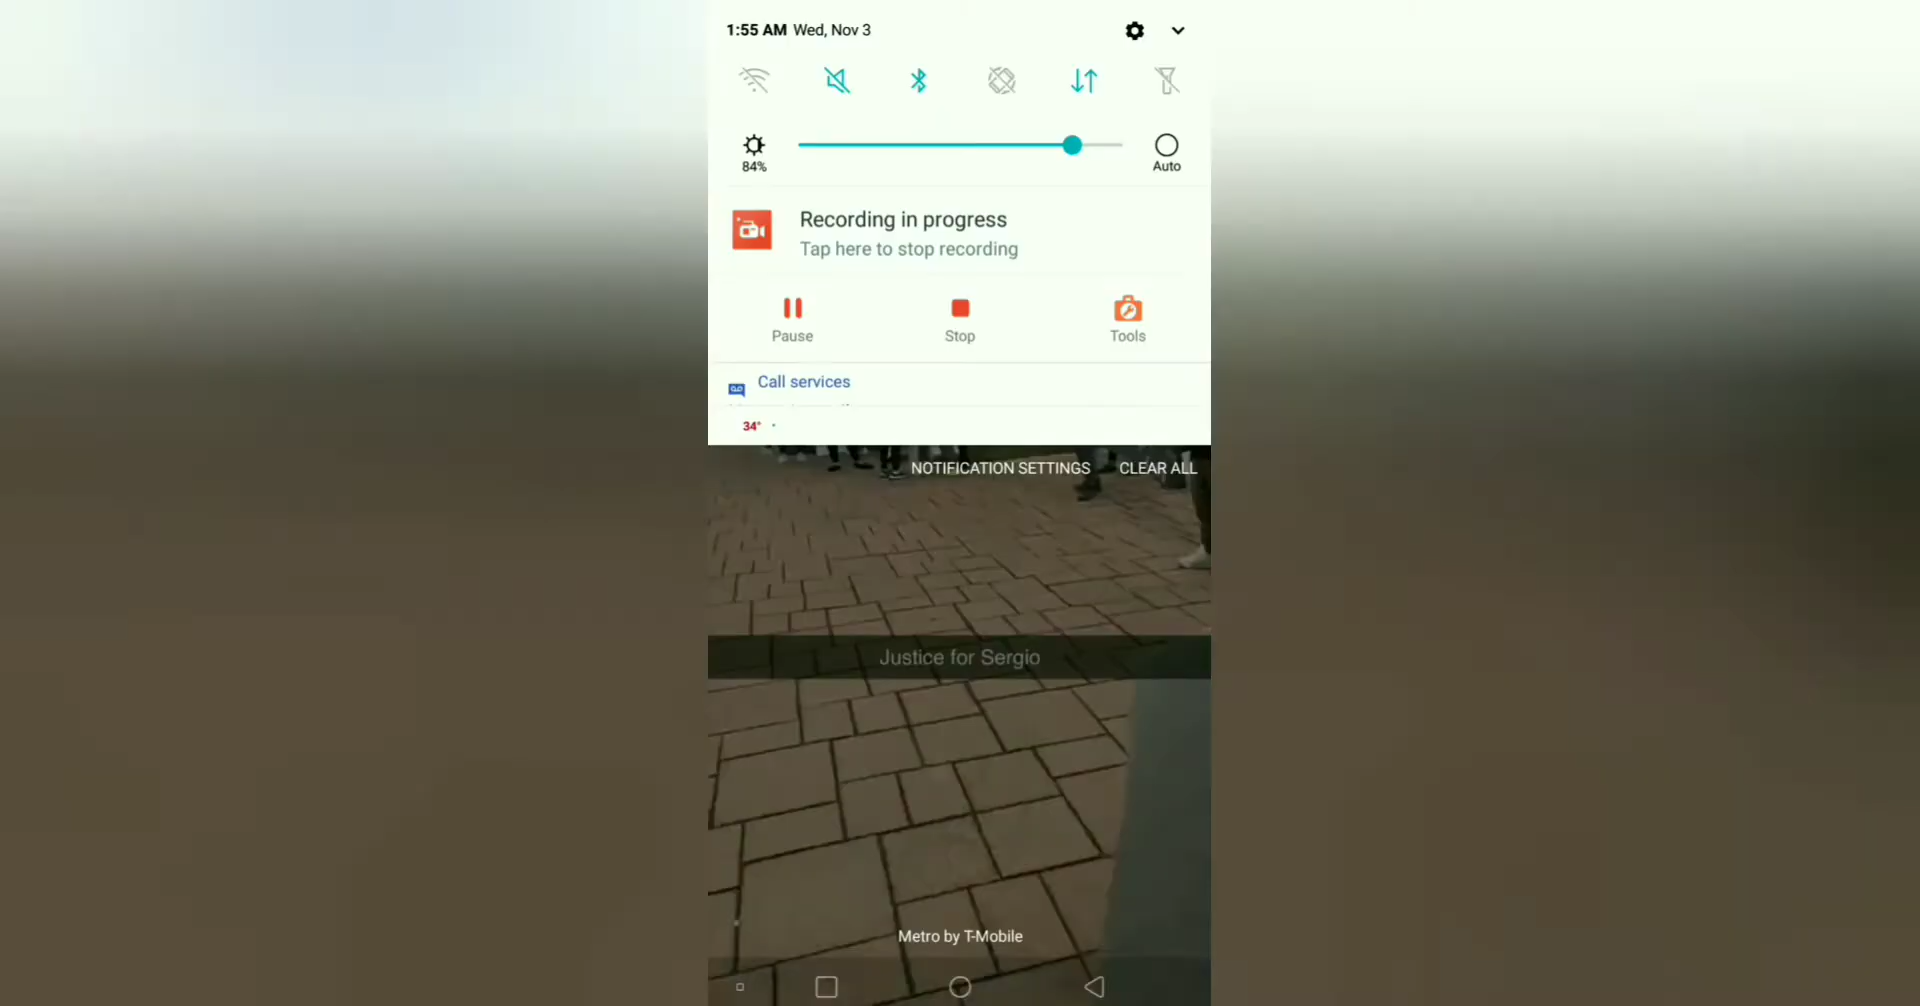 1:55 AM Wed, Nov 3
84%
Auto
Recording in progress
Tap here to stop recording
Pause
Stop
Tools
Call services
34°
NOTIFICATION SETTINGS
CLEAR ALL
Justice for Sergio
Metro by T-Mobile